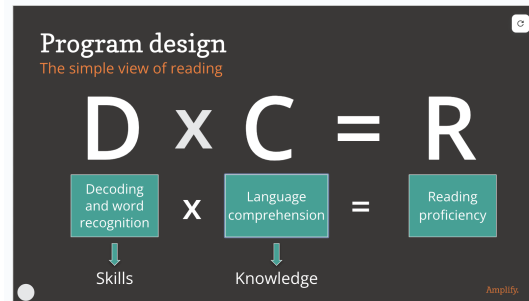 Program design
The simple view of reading
D x C = R
Decoding
and word
recognition
x
Language
comprehension
=
Reading
proficiency
Skills
Knowledge
Amplify.